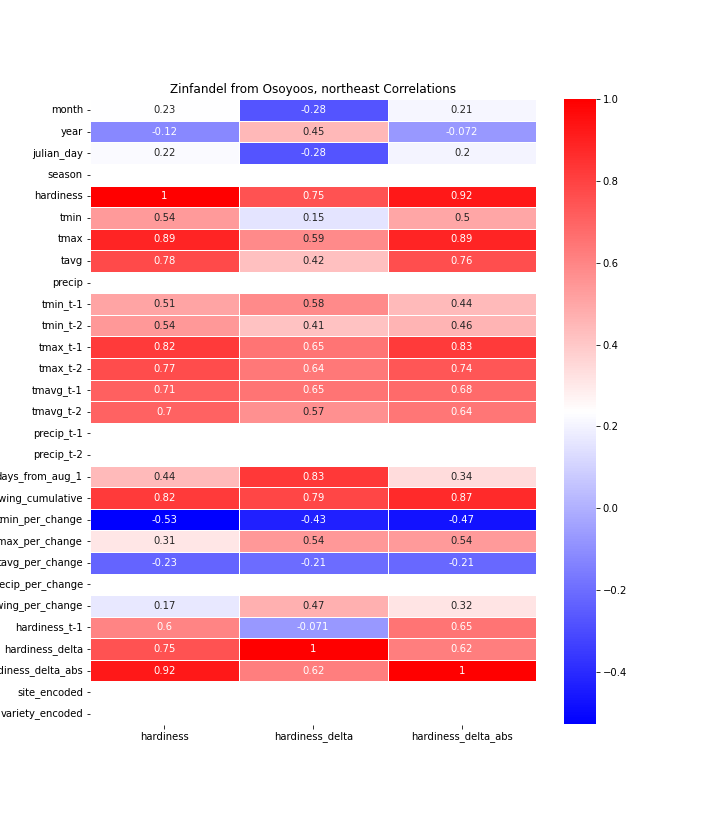 Zinfandel from Osoyoos, northeast Correlations
month 0.23 -0.28 0.21
year -0.12 0.45 -0.072
julian_day 0.22 -0.28 0.2
season
hardiness 1 0.75 0.92
tmin 0.54 0.15 0.5
tmax 0.89 0.59 0.89
tavg 0.78 0.42 0.76
precip
tmin_t-1 0.51 0.58 0.44
tmin_t-2 0.54 0.41 0.46
tmax_t-1 0.82 0.65 0.83
tmax_t-2 0.77 0.64 0.74
tmavg_t-1 0.71 0.65 0.68
tmavg_t-2 0.7 0.57 0.64
precip_t-1
precip_t-2
days_from_aug_1 0.44 0.83 0.34
wing_cumulative 0.82 0.79 0.87
tmin_per_change -0.53 -0.43 -0.47
max_per_change 0.31 0.54 0.54
tavg_per_change -0.23 -0.21 -0.21
ecip_per_change
wing_per_change 0.17 0.47 0.32
hardiness_t-1 0.6 -0.071 0.65
hardiness_delta 0.75 1 0.62
diness_delta_abs 0.92 0.62 1
site_encoded
variety_encoded
hardiness hardiness_delta hardiness_delta_abs
1.0
0.8
0.6
0.4
0.2
0.0
−0.2
−0.4